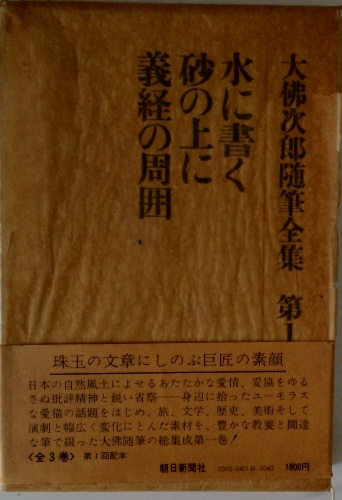 大佛次郎随筆全集 第1
水に書く
砂の上に
義経の周囲
珠玉の文章にしのぶ巨匠の素顔
日本の自然風土によせるあたたかな愛情、妥協をゆる
さぬ批評精神と鋭い省察――身辺に拾ったユーモラス
な愛猫の話題をはじめ、旅、文学、歴史、美術そして
演劇と幅広く変化にとんだ素材を、豊かな教養と闊達
な筆で綴った大佛随筆の総集成第一巻!
〈全3巻〉 第1回配本 朝日新聞社 0395-240161-0042 1800円